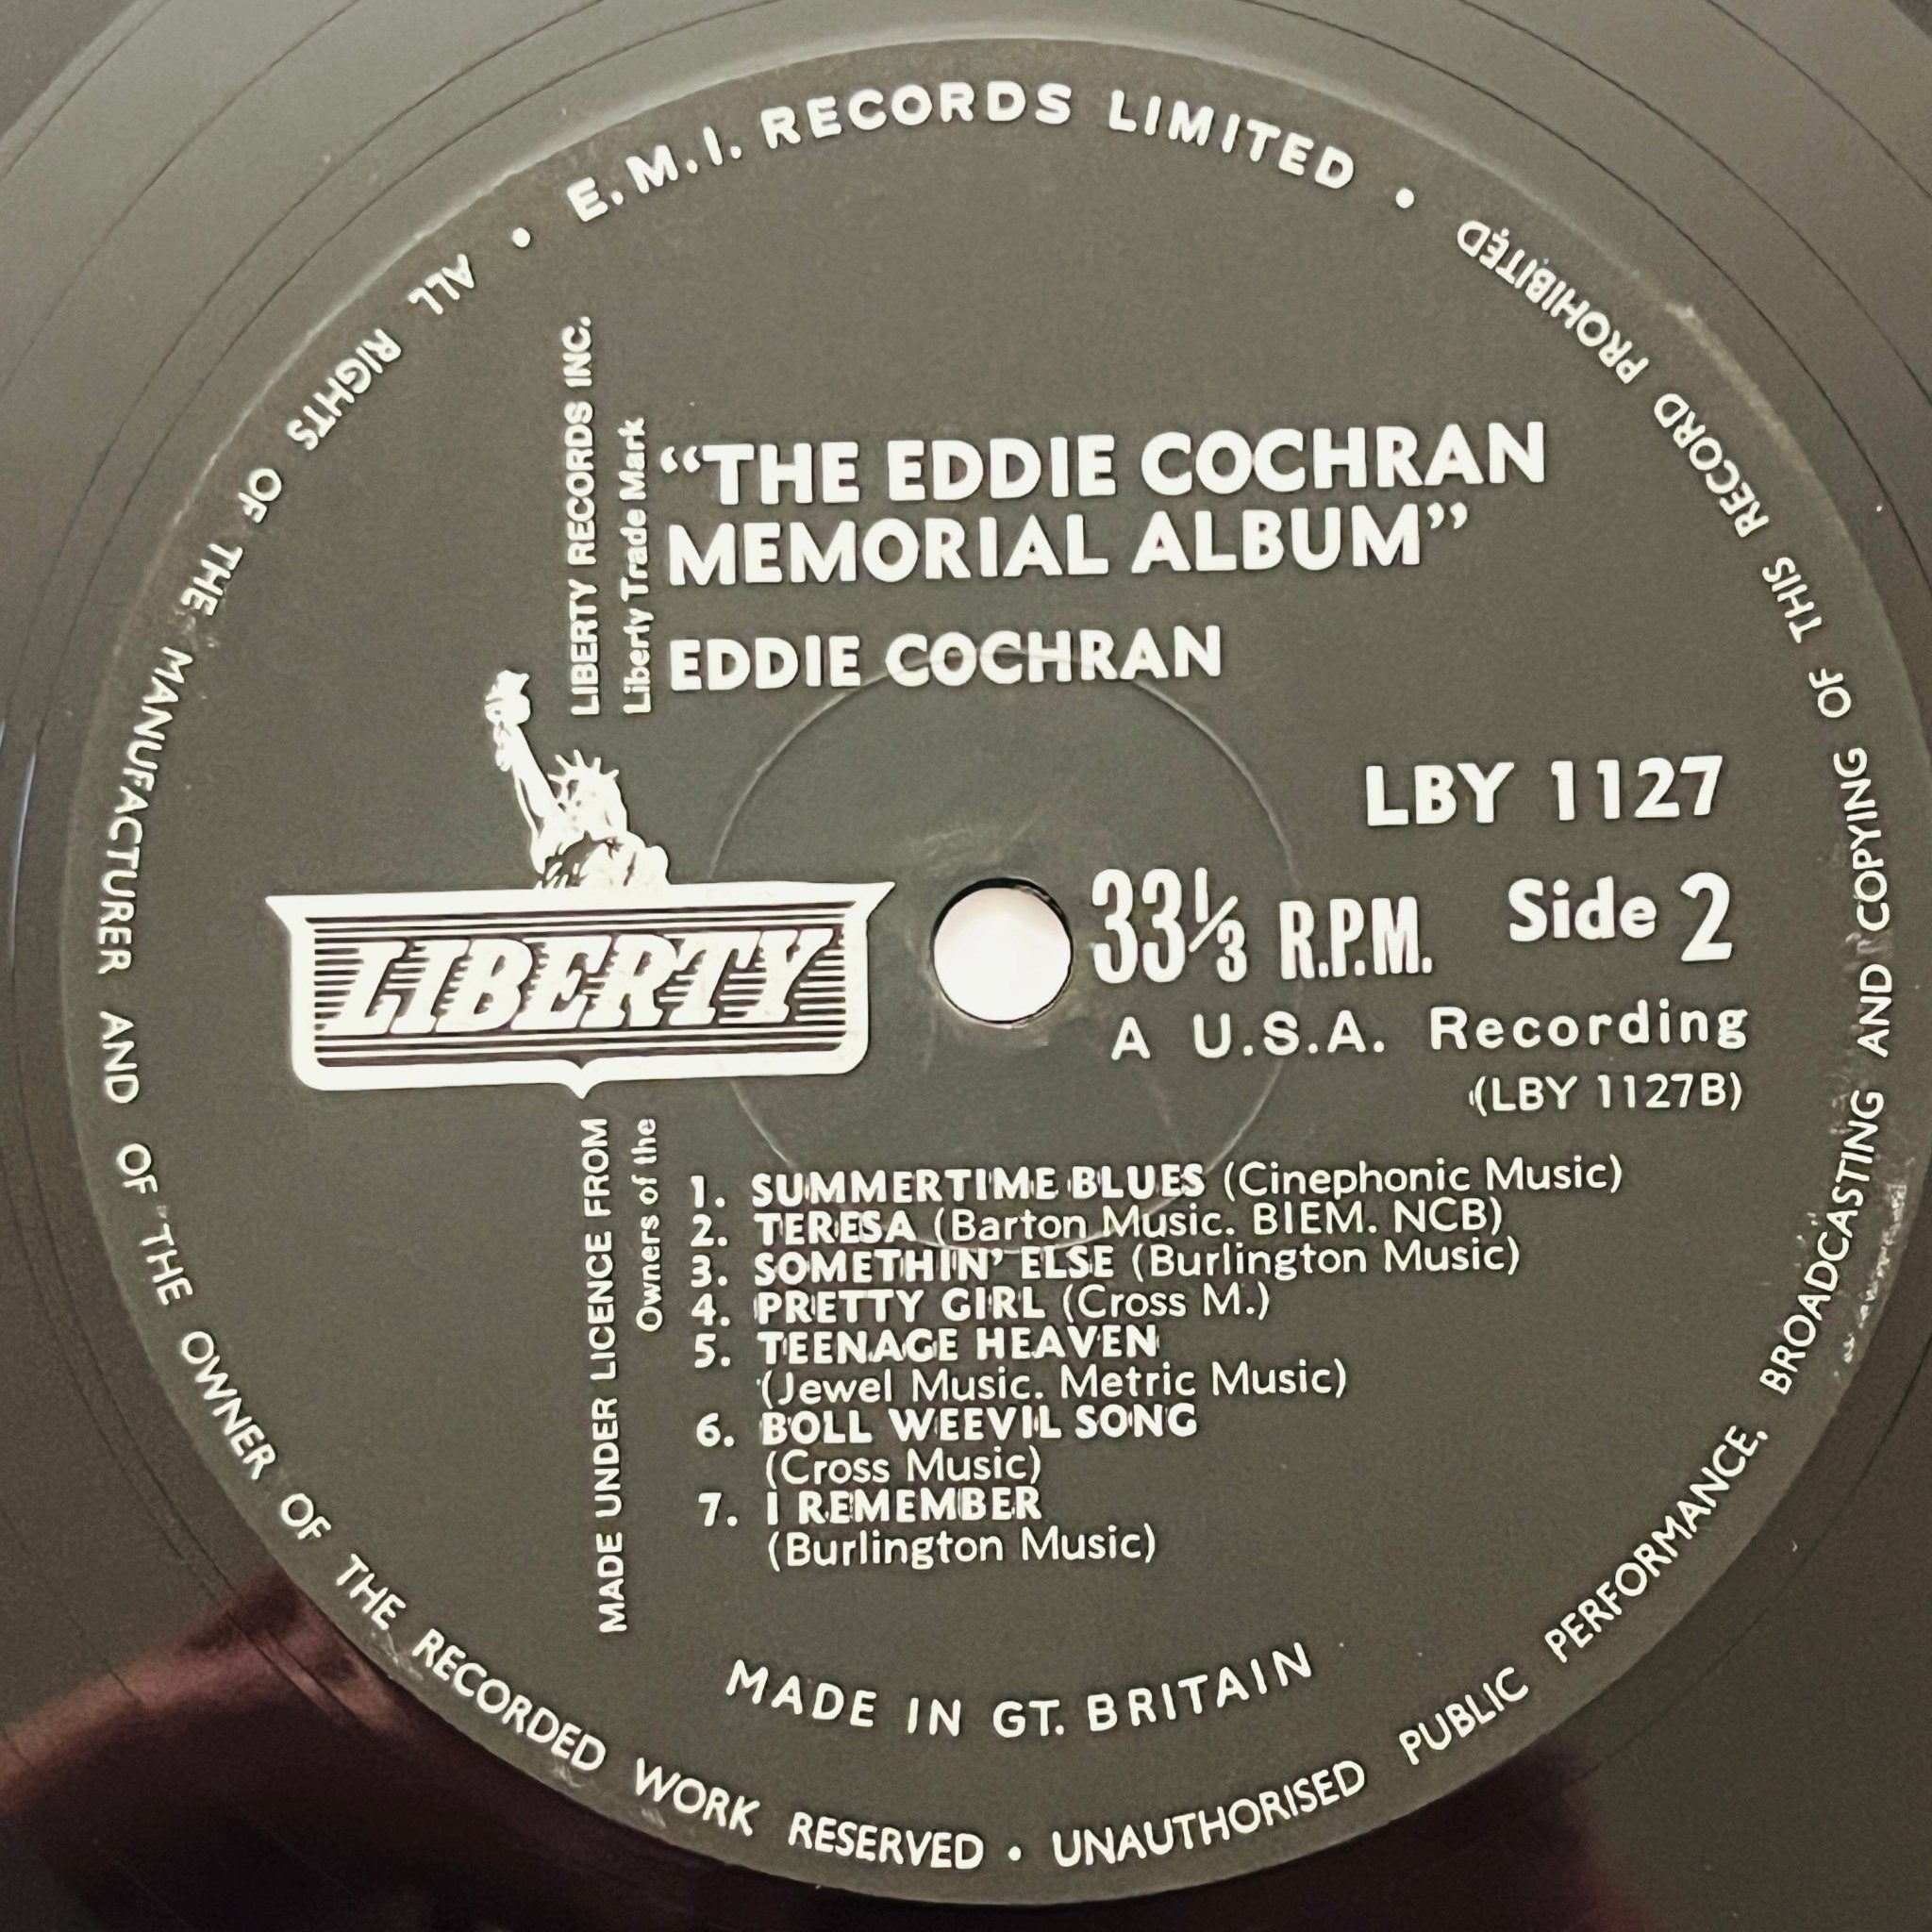 E.M.I. RECORDS LIMITED •
ALL RIGHTS OF THE MANUFACTURER AND OF THE OWNER OF THE RECORDED WORK RESERVED • UNAUTHORISED PUBLIC PERFORMANCE, BROADCASTING AND COPYING OF THIS RECORD PROHIBITED •
LIBERTY RECORDS INC.
Liberty Trade Mark
“THE EDDIE COCHRAN
MEMORIAL ALBUM”
EDDIE COCHRAN
LBY 1127
LIBERTY
33⅓ R.P.M. Side 2
A U.S.A. Recording
(LBY 1127B)
MADE UNDER LICENCE FROM
Owners of the
1. SUMMERTIME BLUES (Cinephonic Music)
2. TERESA (Barton Music. BIEM. NCB)
3. SOMETHIN’ ELSE (Burlington Music)
4. PRETTY GIRL (Cross M.)
5. TEENAGE HEAVEN
(Jewel Music. Metric Music)
6. BOLL WEEVIL SONG
(Cross Music)
7. I REMEMBER
(Burlington Music)
MADE IN GT. BRITAIN